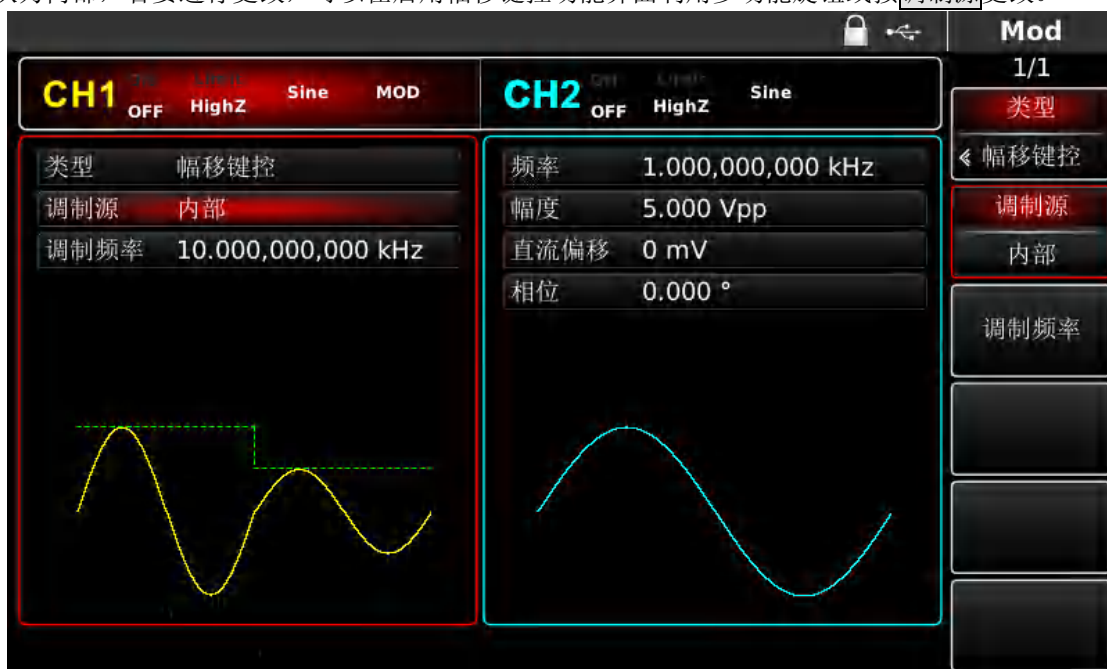 Mod
1/1
CH1 OFF HighZ Sine MOD
CH2 OFF HighZ Sine
类型
幅移键控
调制源
内部
调制频率
类型 幅移键控
调制源 内部
调制频率 10.000,000,000 kHz
频率 1.000,000,000 kHz
幅度 5.000 Vpp
直流偏移 0 mV
相位 0.000 °